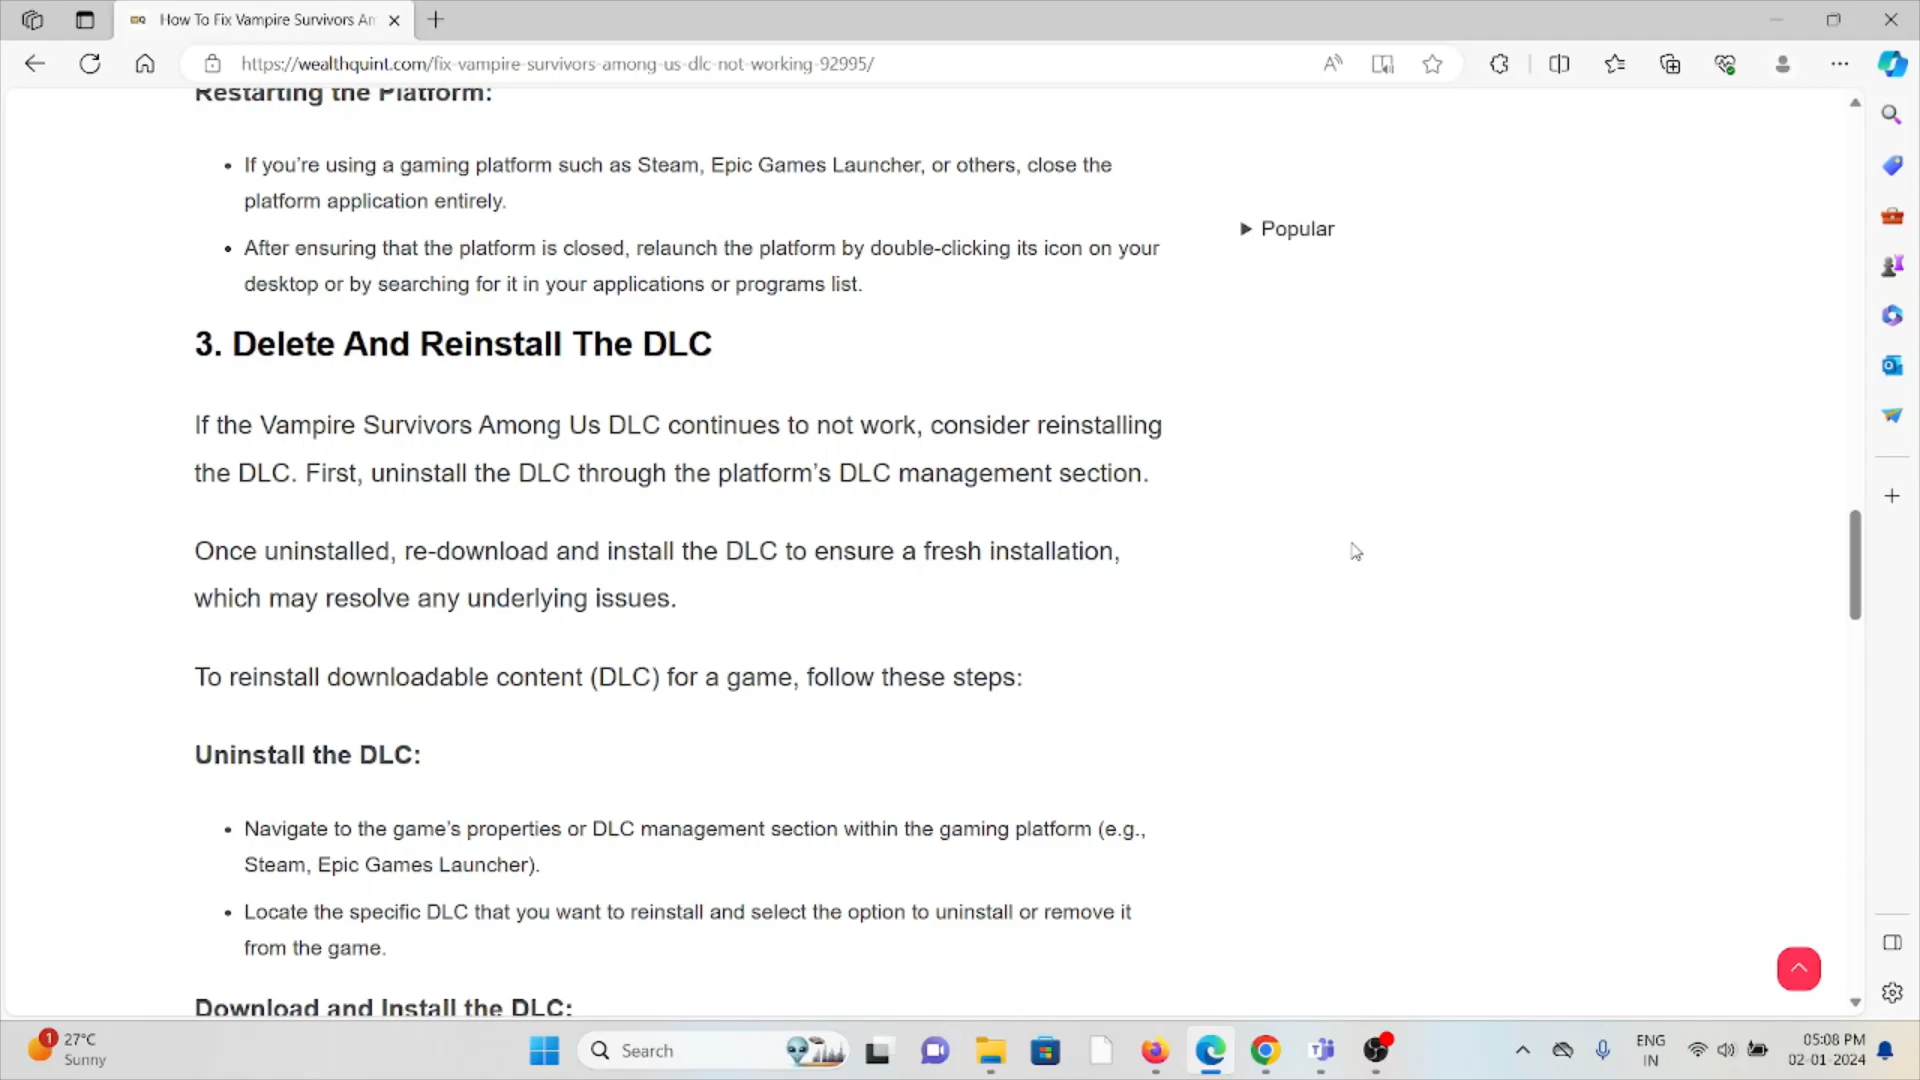 How To Fix Vampire Survivors An
https://wealthquint.com/fix-vampire-survivors-among-us-dlc-not-working-92995/
Restarting the Platform:
• If you're using a gaming platform such as Steam, Epic Games Launcher, or others, close the
platform application entirely.
• After ensuring that the platform is closed, relaunch the platform by double-clicking its icon on your
desktop or by searching for it in your applications or programs list.
Popular
3. Delete And Reinstall The DLC
If the Vampire Survivors Among Us DLC continues to not work, consider reinstalling
the DLC. First, uninstall the DLC through the platform's DLC management section.
Once uninstalled, re-download and install the DLC to ensure a fresh installation,
which may resolve any underlying issues.
To reinstall downloadable content (DLC) for a game, follow these steps:
Uninstall the DLC:
• Navigate to the game's properties or DLC management section within the gaming platform (e.g.,
Steam, Epic Games Launcher).
• Locate the specific DLC that you want to reinstall and select the option to uninstall or remove it
from the game.
Download and Install the DLC:
1
27°C
Sunny
Search
ENG
IN
05:08 PM
02-01-2024